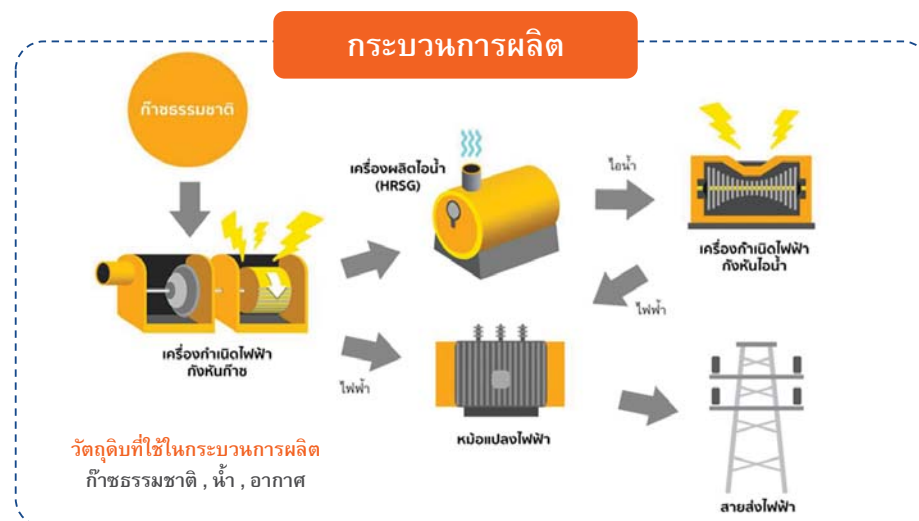 กระบวนการผลิต
ก๊าซธรรมชาติ
เครื่องผลิตไอน้ำ
(HRSG)
ไอน้ำ
เครื่องกำเนิดไฟฟ้า
กังหันไอน้ำ
เครื่องกำเนิดไฟฟ้า
กังหันก๊าซ
ไฟฟ้า
ไฟฟ้า
หม้อแปลงไฟฟ้า
สายส่งไฟฟ้า
วัตถุดิบที่ใช้ในกระบวนการผลิต
ก๊าซธรรมชาติ , น้ำ , อากาศ